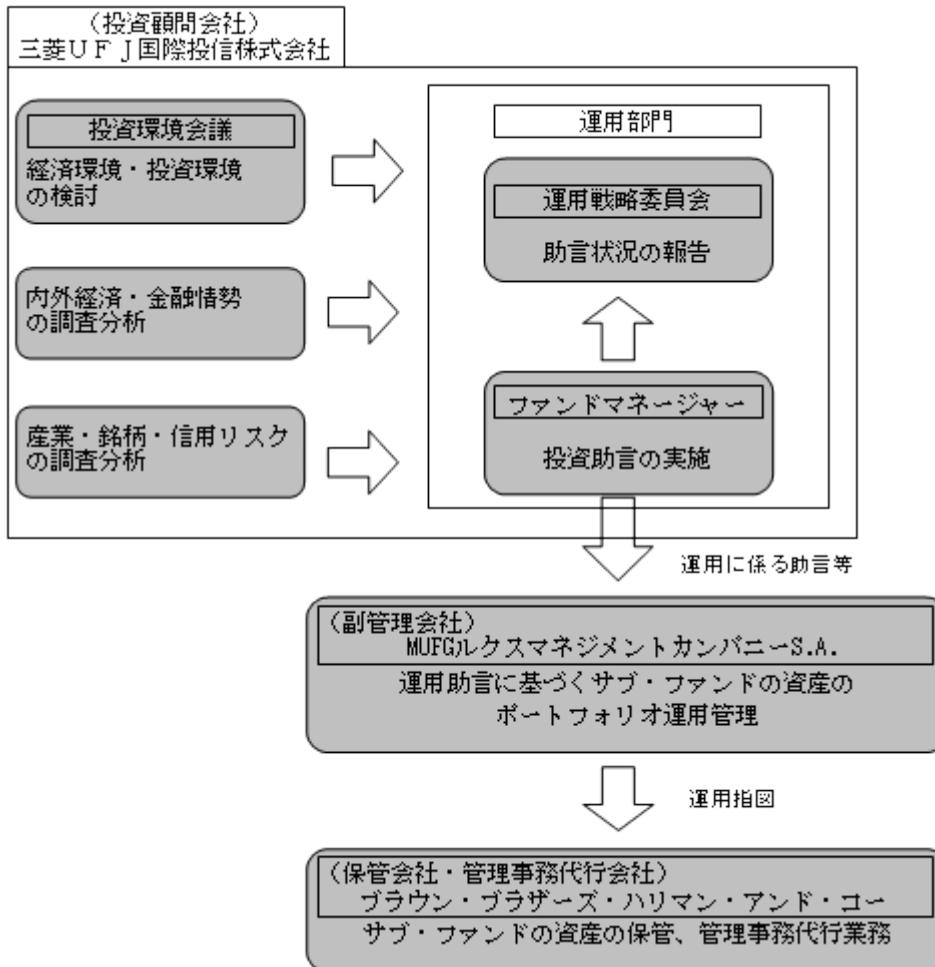 （投資顧問会社）
三菱ＵＦＪ国際投信株式会社
投資環境会議
経済環境・投資環境
の検討
内外経済・金融情勢
の調査分析
産業・銘柄・信用リスク
の調査分析
運用部門
運用戦略委員会
助言状況の報告
ファンドマネージャー
投資助言の実施
運用に係る助言等
（副管理会社）
MUFGルクスマネジメントカンパニーS.A.
運用助言に基づくサブ・ファンドの資産の
ポートフォリオ運用管理
運用指図
（保管会社・管理事務代行会社）
ブラウン・ブラザーズ・ハリマン・アンド・コー
サブ・ファンドの資産の保管、管理事務代行業務